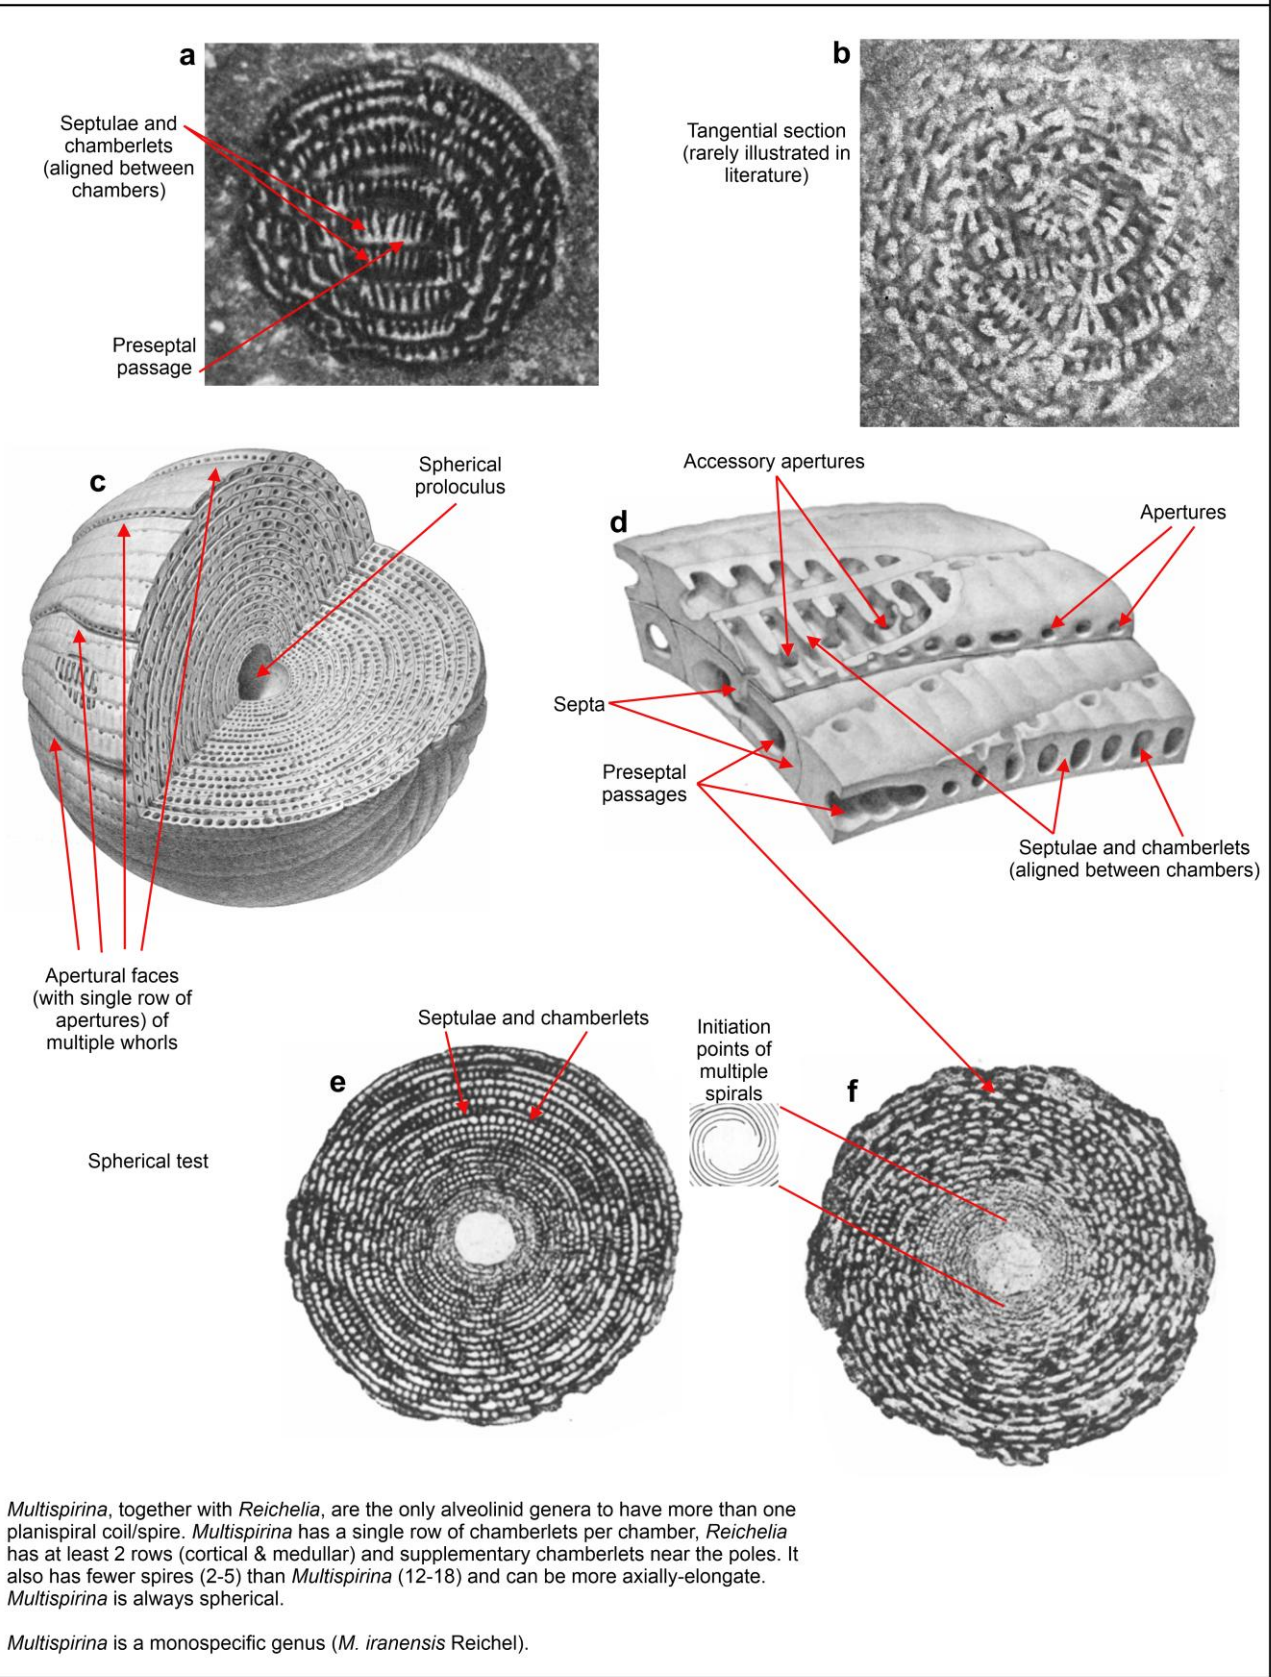 a
Septulae and
chamberlets
(aligned between
chambers)
Preseptal
passage
b
Tangential section
(rarely illustrated in
literature)
c
Spherical
proloculus
Apertural faces
(with single row of
apertures) of
multiple whorls
d
Accessory apertures
Apertures
Septa
Preseptal
passages
Septulae and chamberlets
(aligned between chambers)
e
Septulae and chamberlets
Spherical test
Initiation
points of
multiple
spirals
f
Multispirina, together with Reichelia, are the only alveolinid genera to have more than one
planispiral coil/spire. Multispirina has a single row of chamberlets per chamber, Reichelia
has at least 2 rows (cortical & medullar) and supplementary chamberlets near the poles. It
also has fewer spires (2-5) than Multispirina (12-18) and can be more axially-elongate.
Multispirina is always spherical.
Multispirina is a monospecific genus (M. iranensis Reichel).